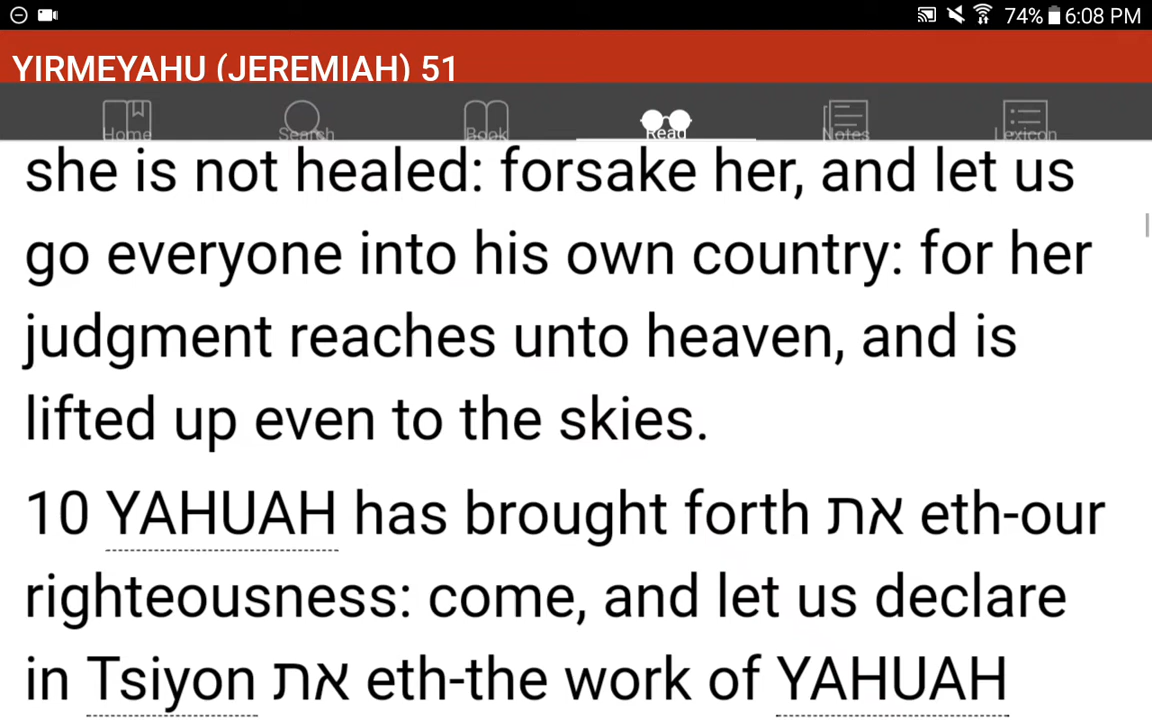 74% 6:08 PM
YIRMEYAHU (JEREMIAH) 51
Home Search Book Read Notes Lexicon
she is not healed: forsake her, and let us
go everyone into his own country: for her
judgment reaches unto heaven, and is
lifted up even to the skies.
10 YAHUAH has brought forth את eth-our
righteousness: come, and let us declare
in Tsiyon את eth-the work of YAHUAH